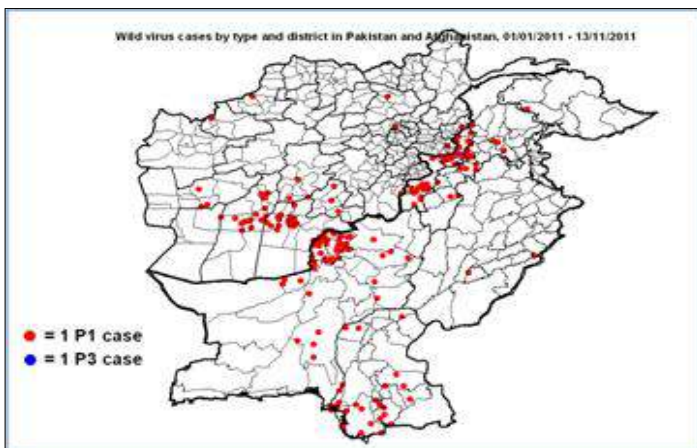 Wild virus cases by type and district in Pakistan and Afghanistan, 01/01/2011 - 13/11/2011
= 1 P1 case
= 1 P3 case